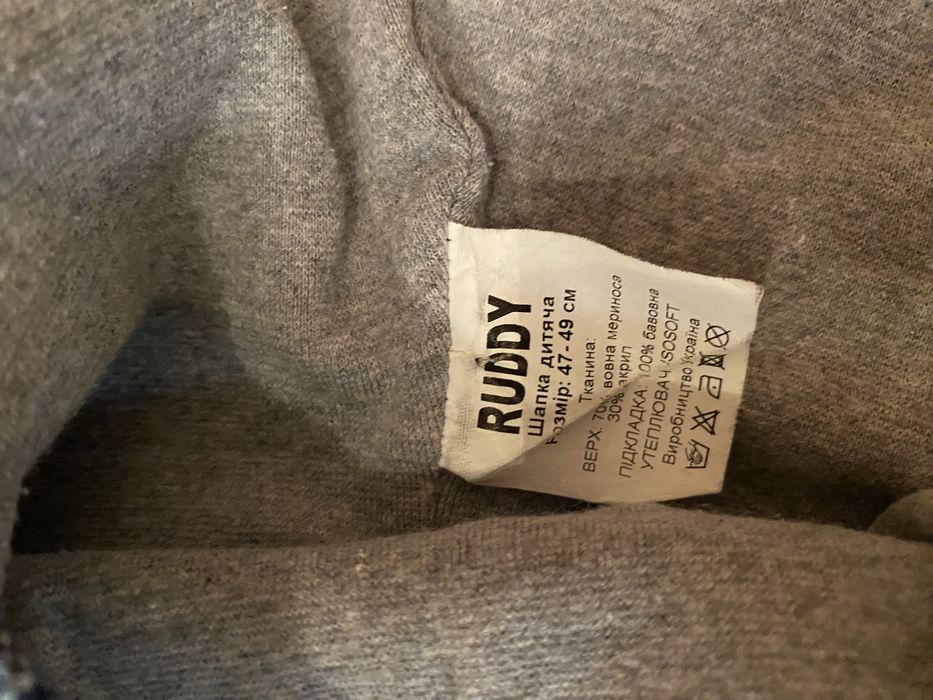 RUDDY
Шапка дитяча
Розмір: 47- 49 см
Тканина:
ВЕРХ: 70% вовна мериноса
30% акрил
ПІДКЛАДКА: 100% бавовна
УТЕПЛЮВАЧ ISOSOFT
Виробництво Україна